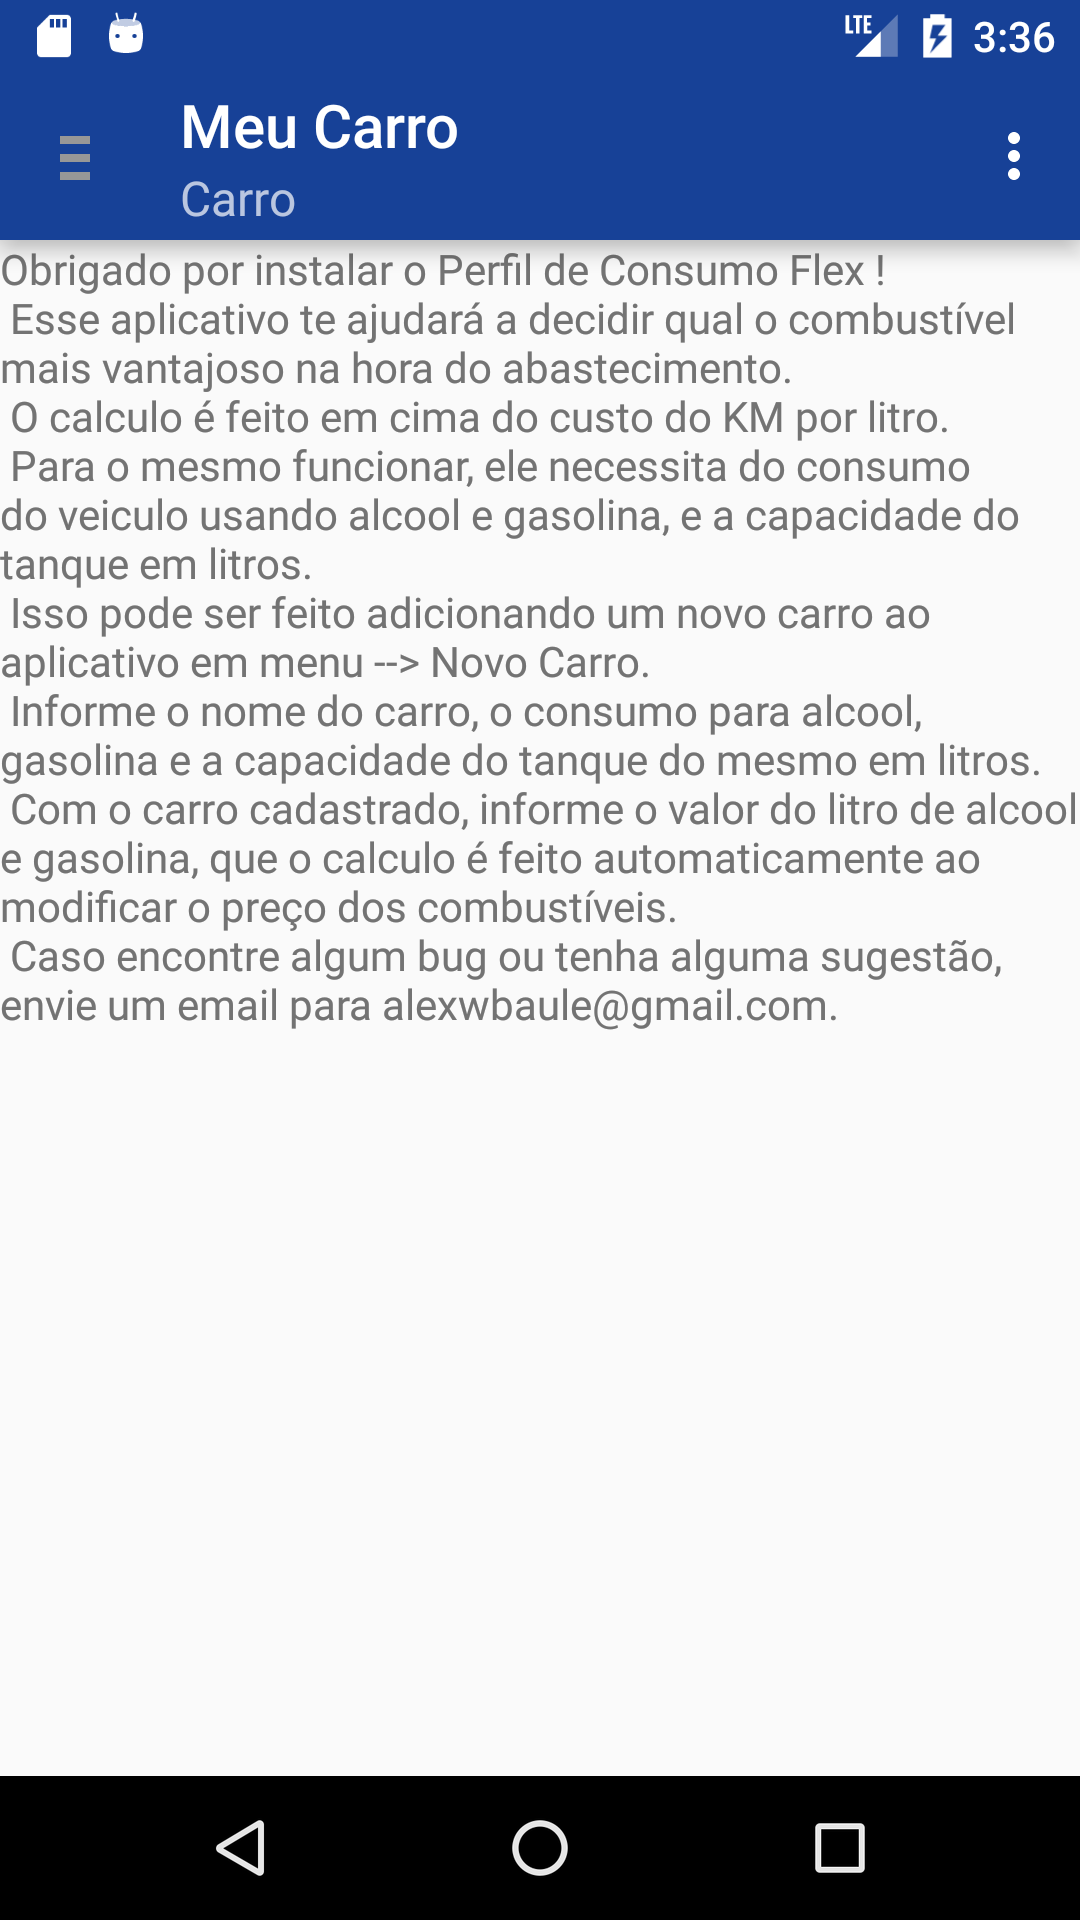 LTE 3:36
Meu Carro
Carro
Obrigado por instalar o Perfil de Consumo Flex !
Esse aplicativo te ajudará a decidir qual o combustível
mais vantajoso na hora do abastecimento.
O calculo é feito em cima do custo do KM por litro.
Para o mesmo funcionar, ele necessita do consumo
do veiculo usando alcool e gasolina, e a capacidade do
tanque em litros.
Isso pode ser feito adicionando um novo carro ao
aplicativo em menu --> Novo Carro.
Informe o nome do carro, o consumo para alcool,
gasolina e a capacidade do tanque do mesmo em litros.
Com o carro cadastrado, informe o valor do litro de alcool
e gasolina, que o calculo é feito automaticamente ao
modificar o preço dos combustíveis.
Caso encontre algum bug ou tenha alguma sugestão,
envie um email para alexwbaule@gmail.com.